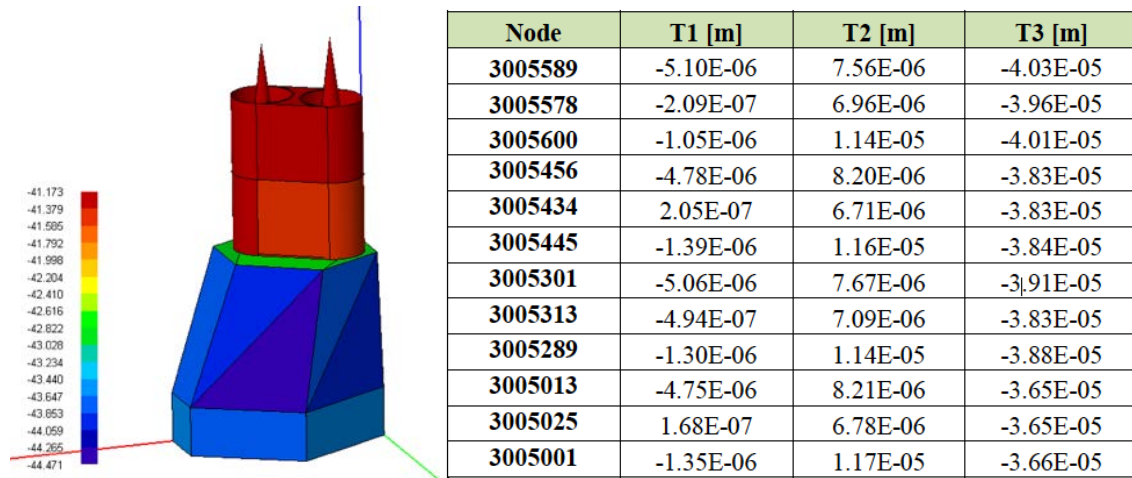 -41.173
-41.379
-41.585
-41.792
-41.998
-42.204
-42.410
-42.616
-42.822
-43.028
-43.234
-43.440
-43.647
-43.853
-44.059
-44.265
-44.471
Node T1 [m] T2 [m] T3 [m]
3005589 -5.10E-06 7.56E-06 -4.03E-05
3005578 -2.09E-07 6.96E-06 -3.96E-05
3005600 -1.05E-06 1.14E-05 -4.01E-05
3005456 -4.78E-06 8.20E-06 -3.83E-05
3005434 2.05E-07 6.71E-06 -3.83E-05
3005445 -1.39E-06 1.16E-05 -3.84E-05
3005301 -5.06E-06 7.67E-06 -3.91E-05
3005313 -4.94E-07 7.09E-06 -3.83E-05
3005289 -1.30E-06 1.14E-05 -3.88E-05
3005013 -4.75E-06 8.21E-06 -3.65E-05
3005025 1.68E-07 6.78E-06 -3.65E-05
3005001 -1.35E-06 1.17E-05 -3.66E-05